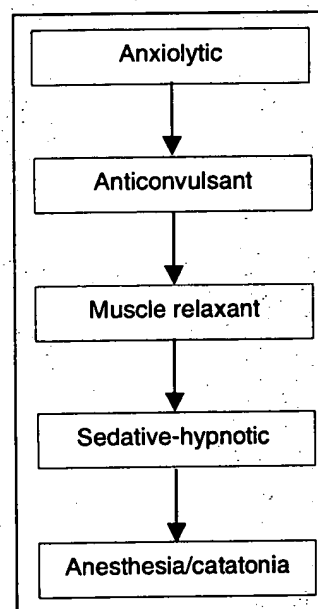 Anxiolytic
Anticonvulsant
Muscle relaxant
Sedative-hypnotic
Anesthesia/catatonia